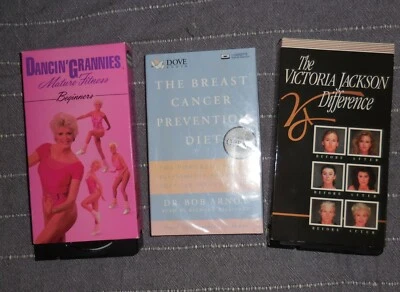 DANCIN' GRANNIES
Mature Fitness
Beginners
DOVE
THE BREAST
CANCER
PREVENTION
DIET
DR. BOB ARNOT
The
VICTORIA JACKSON
Difference
BEFORE AFTER
BEFORE AFTER
BEFORE AFTER